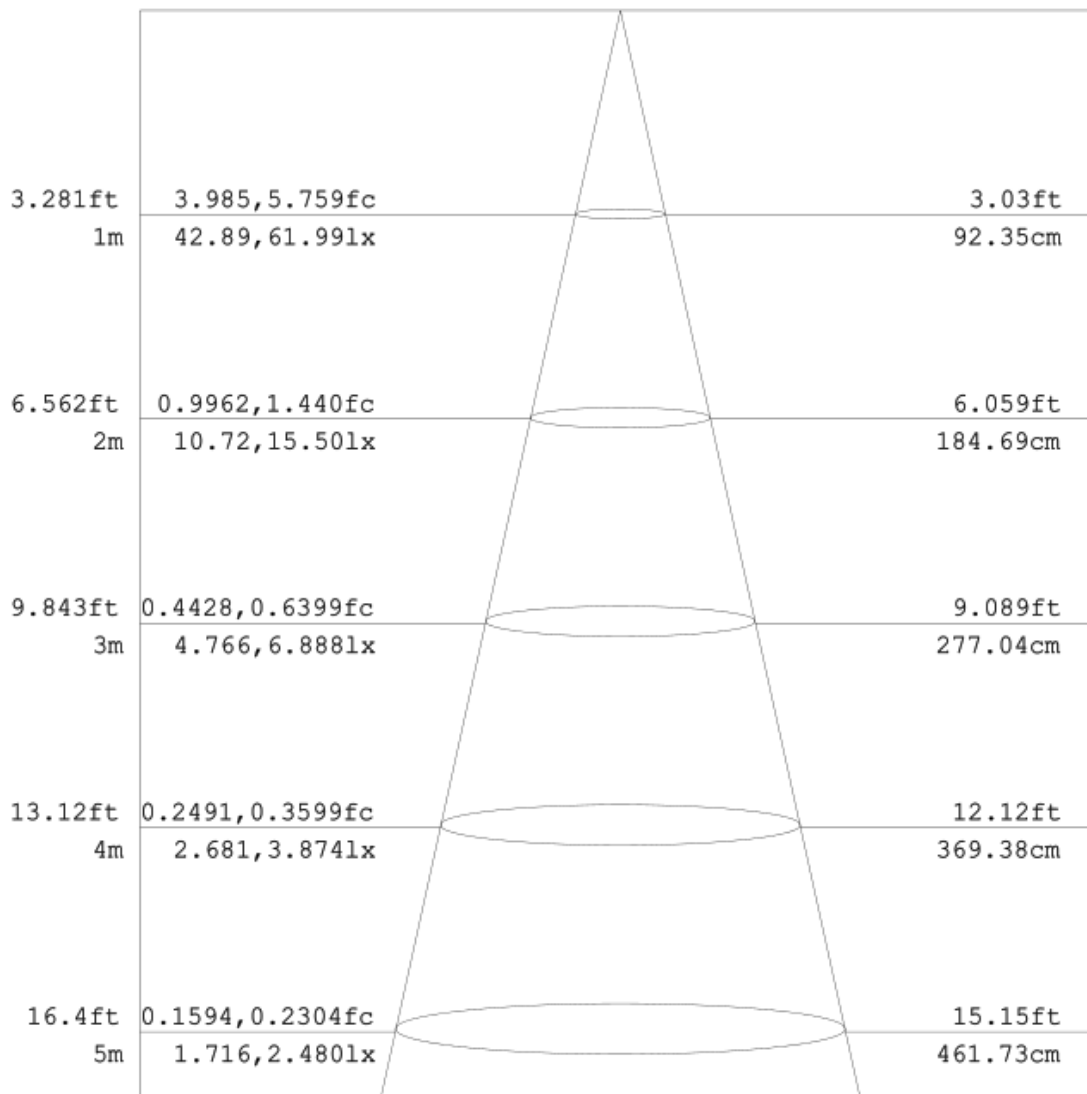 3.281ft 3.985,5.759fc 3.03ft
1m 42.89,61.99lx 92.35cm
6.562ft 0.9962,1.440fc 6.059ft
2m 10.72,15.50lx 184.69cm
9.843ft 0.4428,0.6399fc 9.089ft
3m 4.766,6.888lx 277.04cm
13.12ft 0.2491,0.3599fc 12.12ft
4m 2.681,3.874lx 369.38cm
16.4ft 0.1594,0.2304fc 15.15ft
5m 1.716,2.480lx 461.73cm